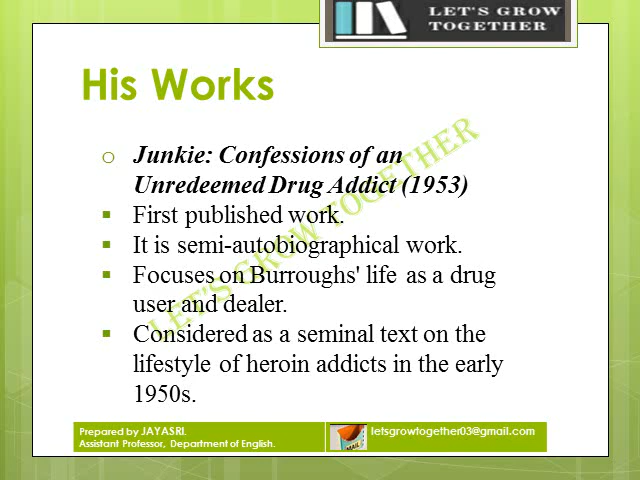 LET'S GROW
TOGETHER
His Works
Junkie: Confessions of an
Unredeemed Drug Addict (1953)
First published work.
It is semi-autobiographical work.
Focuses on Burroughs' life as a drug
user and dealer.
Considered as a seminal text on the
lifestyle of heroin addicts in the early
1950s.
LET'S GROW TOGETHER
Prepared by JAYASRI.
Assistant Professor, Department of English.
MAIL
letsgrowtogether03@gmail.com